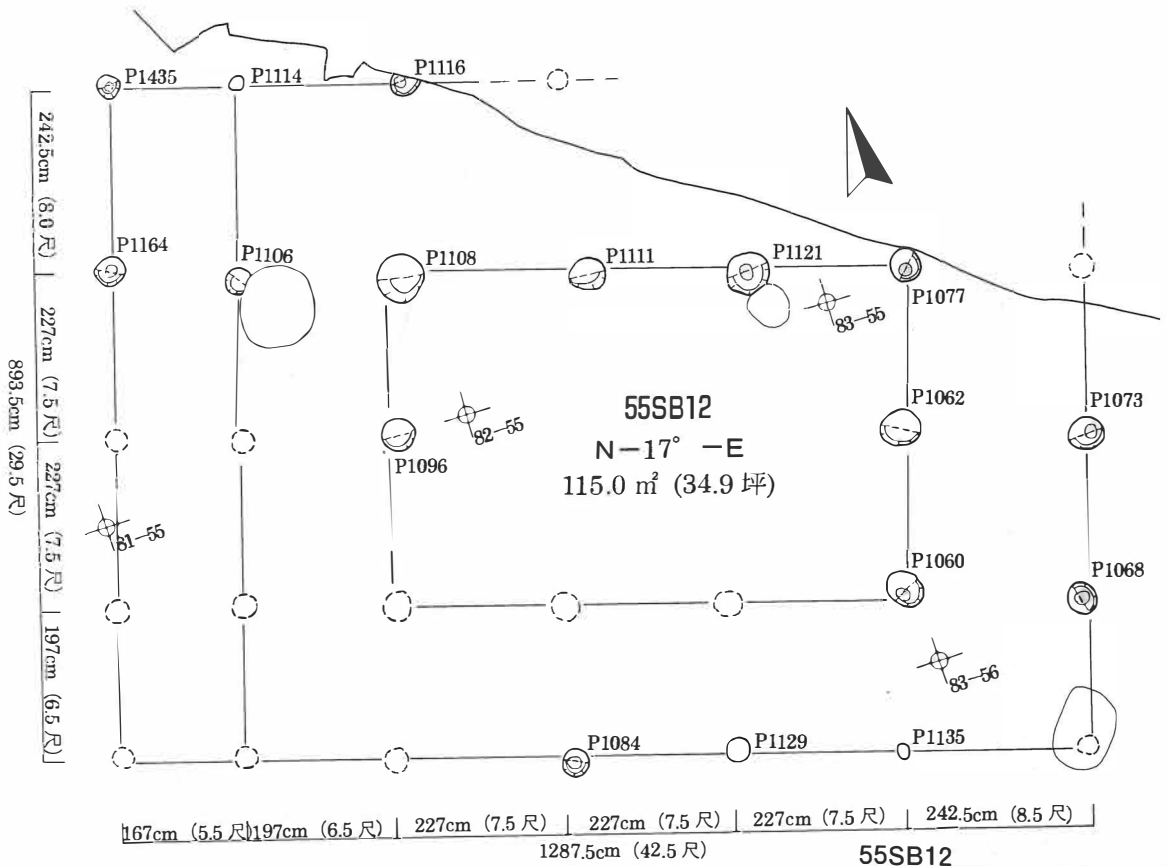 P1435
P1114
P1116
242.5cm (8.0 尺)
P1164
P1106
P1108
P1111
P1121
P1077
83-55
227cm (7.5 尺)
893.5cm (29.5 尺)
82-55
P1096
55SB12
N-17° -E
115.0 ㎡ (34.9 坪)
P1062
P1073
81-55
227cm (7.5 尺)
P1060
P1068
197cm (6.5 尺)
83-56
P1084
P1129
P1135
167cm (5.5 尺) 197cm (6.5 尺) 227cm (7.5 尺) 227cm (7.5 尺) 227cm (7.5 尺) 242.5cm (8.5 尺)
1287.5cm (42.5 尺)
55SB12